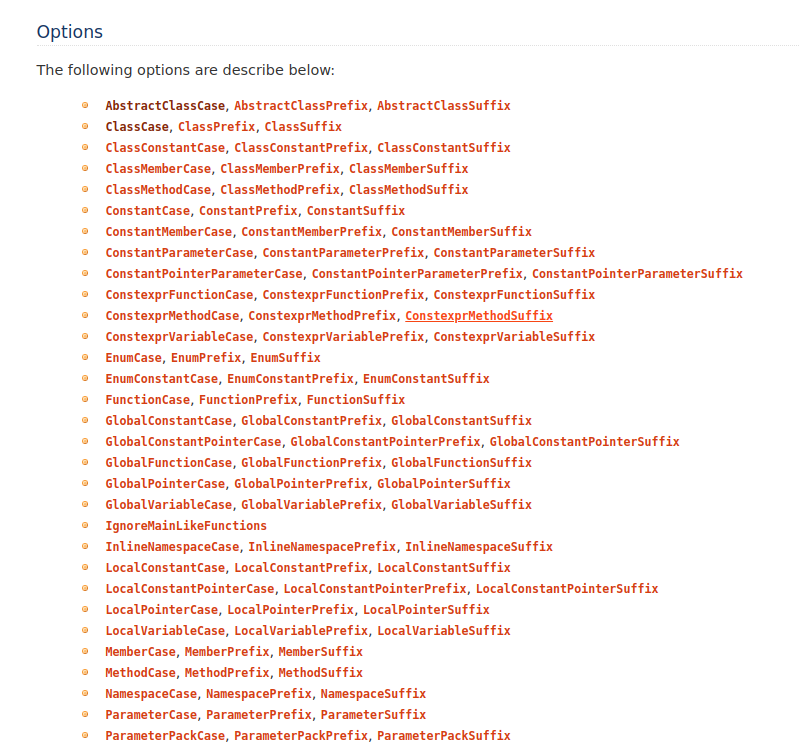 Options
The following options are describe below:
AbstractClassCase, AbstractClassPrefix, AbstractClassSuffix
ClassCase, ClassPrefix, ClassSuffix
ClassConstantCase, ClassConstantPrefix, ClassConstantSuffix
ClassMemberCase, ClassMemberPrefix, ClassMemberSuffix
ClassMethodCase, ClassMethodPrefix, ClassMethodSuffix
ConstantCase, ConstantPrefix, ConstantSuffix
ConstantMemberCase, ConstantMemberPrefix, ConstantMemberSuffix
ConstantParameterCase, ConstantParameterPrefix, ConstantParameterSuffix
ConstantPointerParameterCase, ConstantPointerParameterPrefix, ConstantPointerParameterSuffix
ConstexprFunctionCase, ConstexprFunctionPrefix, ConstexprFunctionSuffix
ConstexprMethodCase, ConstexprMethodPrefix, ConstexprMethodSuffix
ConstexprVariableCase, ConstexprVariablePrefix, ConstexprVariableSuffix
EnumCase, EnumPrefix, EnumSuffix
EnumConstantCase, EnumConstantPrefix, EnumConstantSuffix
FunctionCase, FunctionPrefix, FunctionSuffix
GlobalConstantCase, GlobalConstantPrefix, GlobalConstantSuffix
GlobalConstantPointerCase, GlobalConstantPointerPrefix, GlobalConstantPointerSuffix
GlobalFunctionCase, GlobalFunctionPrefix, GlobalFunctionSuffix
GlobalPointerCase, GlobalPointerPrefix, GlobalPointerSuffix
GlobalVariableCase, GlobalVariablePrefix, GlobalVariableSuffix
IgnoreMainLikeFunctions
InlineNamespaceCase, InlineNamespacePrefix, InlineNamespaceSuffix
LocalConstantCase, LocalConstantPrefix, LocalConstantSuffix
LocalConstantPointerCase, LocalConstantPointerPrefix, LocalConstantPointerSuffix
LocalPointerCase, LocalPointerPrefix, LocalPointerSuffix
LocalVariableCase, LocalVariablePrefix, LocalVariableSuffix
MemberCase, MemberPrefix, MemberSuffix
MethodCase, MethodPrefix, MethodSuffix
NamespaceCase, NamespacePrefix, NamespaceSuffix
ParameterCase, ParameterPrefix, ParameterSuffix
ParameterPackCase, ParameterPackPrefix, ParameterPackSuffix